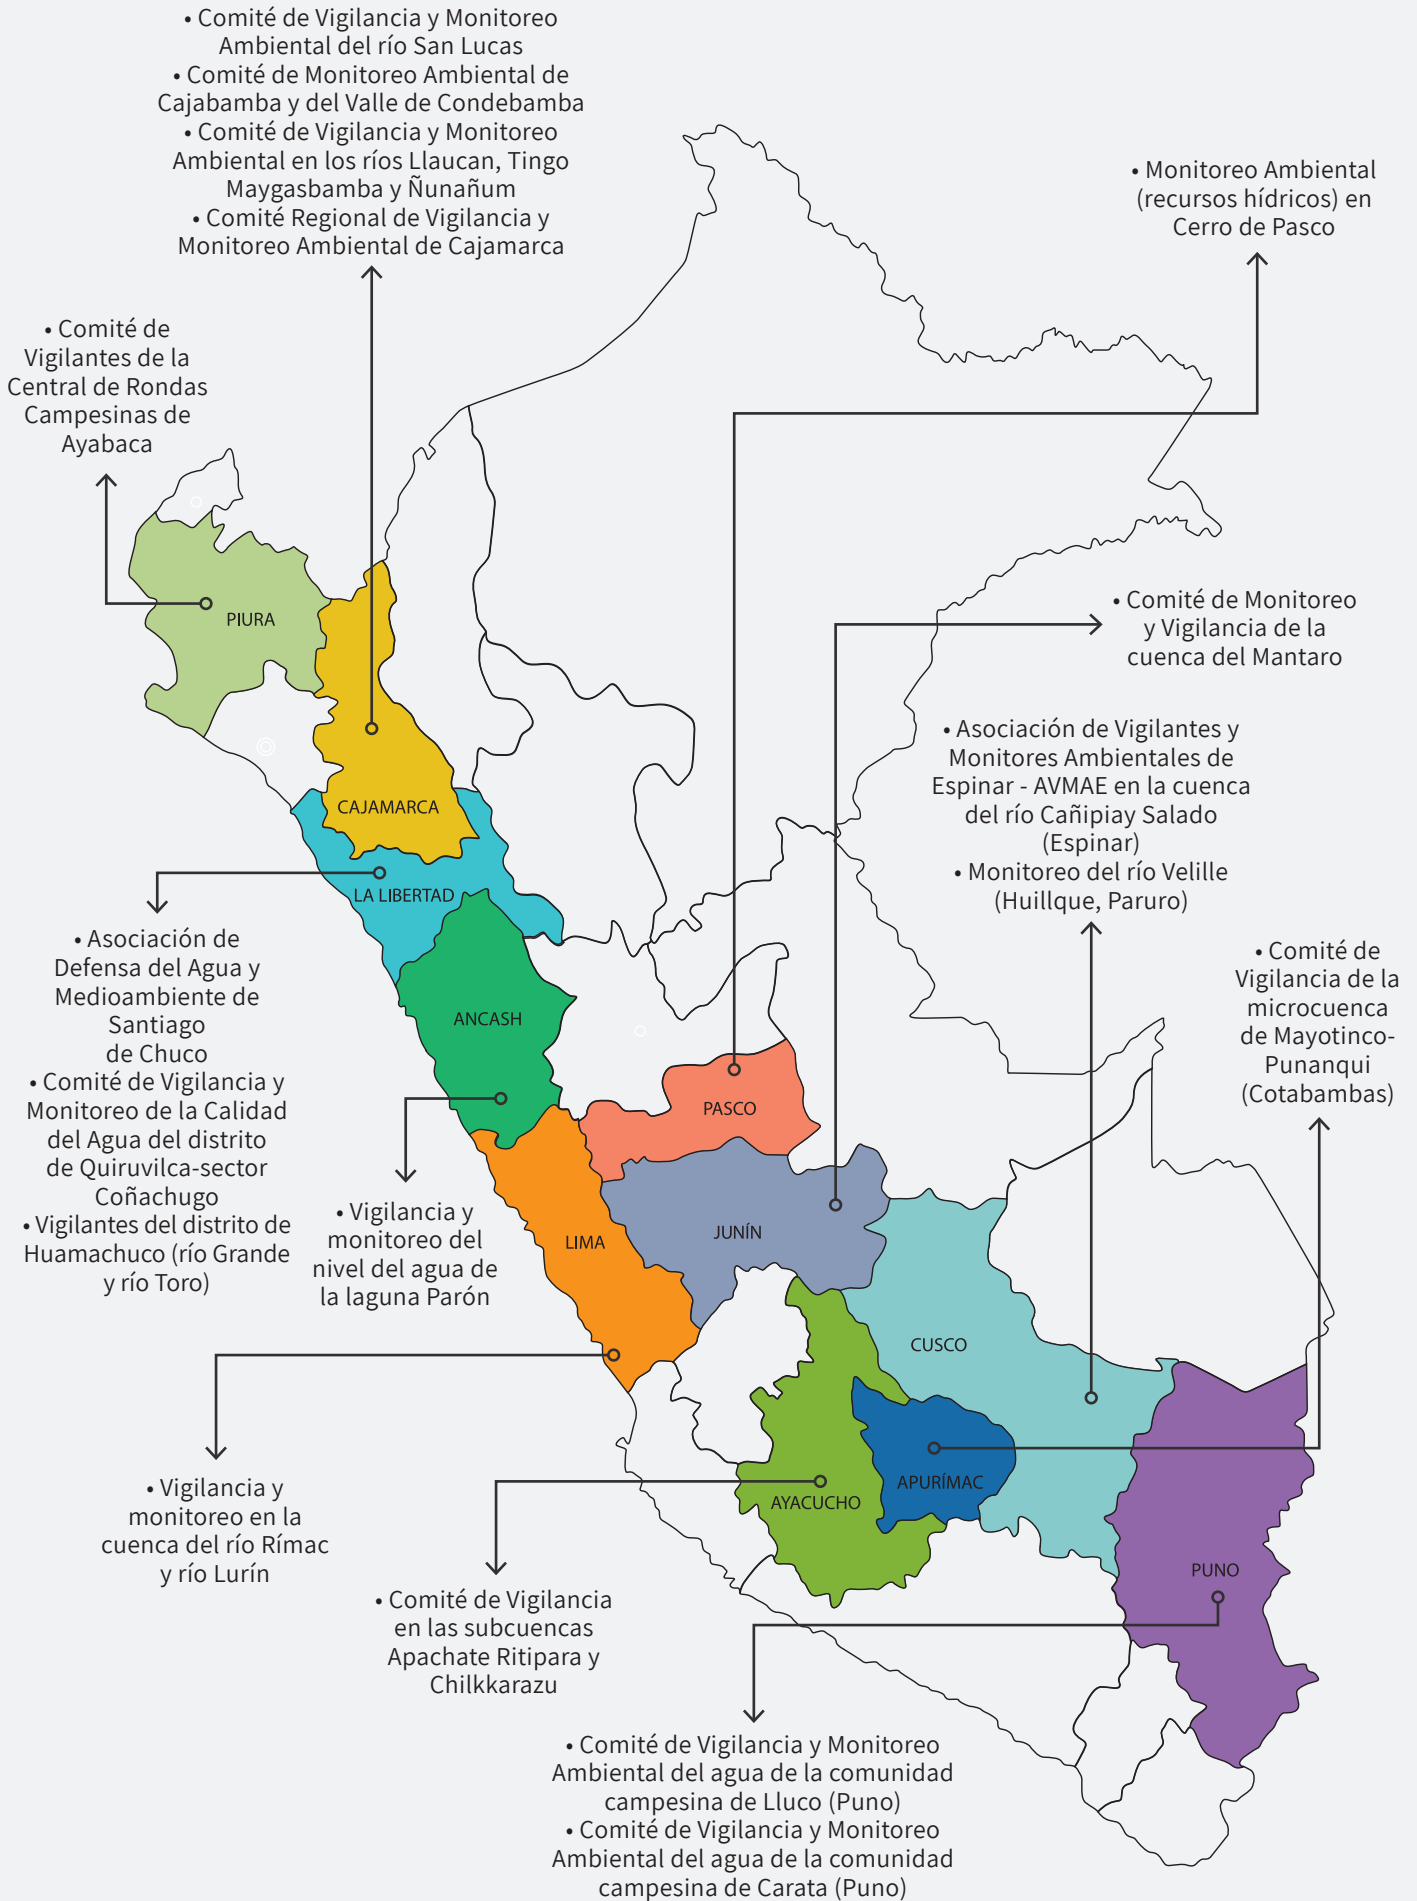 • Comité de Vigilancia y Monitoreo
Ambiental del río San Lucas
• Comité de Monitoreo Ambiental de
Cajabamba y del Valle de Condebamba
• Comité de Vigilancia y Monitoreo
Ambiental en los ríos Llaucan, Tingo
Maygasbamba y Ñunañum
• Comité Regional de Vigilancia y
Monitoreo Ambiental de Cajamarca
• Monitoreo Ambiental
(recursos hídricos) en
Cerro de Pasco
• Comité de
Vigilantes de la
Central de Rondas
Campesinas de
Ayabaca
PIURA
• Comité de Monitoreo
y Vigilancia de la
cuenca del Mantaro
• Asociación de Vigilantes y
Monitores Ambientales de
Espinar - AVMAE en la cuenca
del río Cañipiay Salado
(Espinar)
• Monitoreo del río Velille
(Huillque, Paruro)
CAJAMARCA
LA LIBERTAD
• Asociación de
Defensa del Agua y
Medioambiente de
Santiago
de Chuco
• Comité de Vigilancia y
Monitoreo de la Calidad
del Agua del distrito
de Quiruvilca-sector
Coñachugo
• Vigilantes del distrito de
Huamachuco (río Grande
y río Toro)
• Comité de
Vigilancia de la
microcuenca
de Mayotinco-
Punanqui
(Cotabambas)
ANCASH
PASCO
• Vigilancia y
monitoreo del
nivel del agua de
la laguna Parón
LIMA
JUNÍN
CUSCO
APURÍMAC
AYACUCHO
PUNO
• Vigilancia y
monitoreo en la
cuenca del río Rímac
y río Lurín
• Comité de Vigilancia
en las subcuencas
Apachate Ritipara y
Chilkkarazu
• Comité de Vigilancia y Monitoreo
Ambiental del agua de la comunidad
campesina de Lluco (Puno)
• Comité de Vigilancia y Monitoreo
Ambiental del agua de la comunidad
campesina de Carata (Puno)